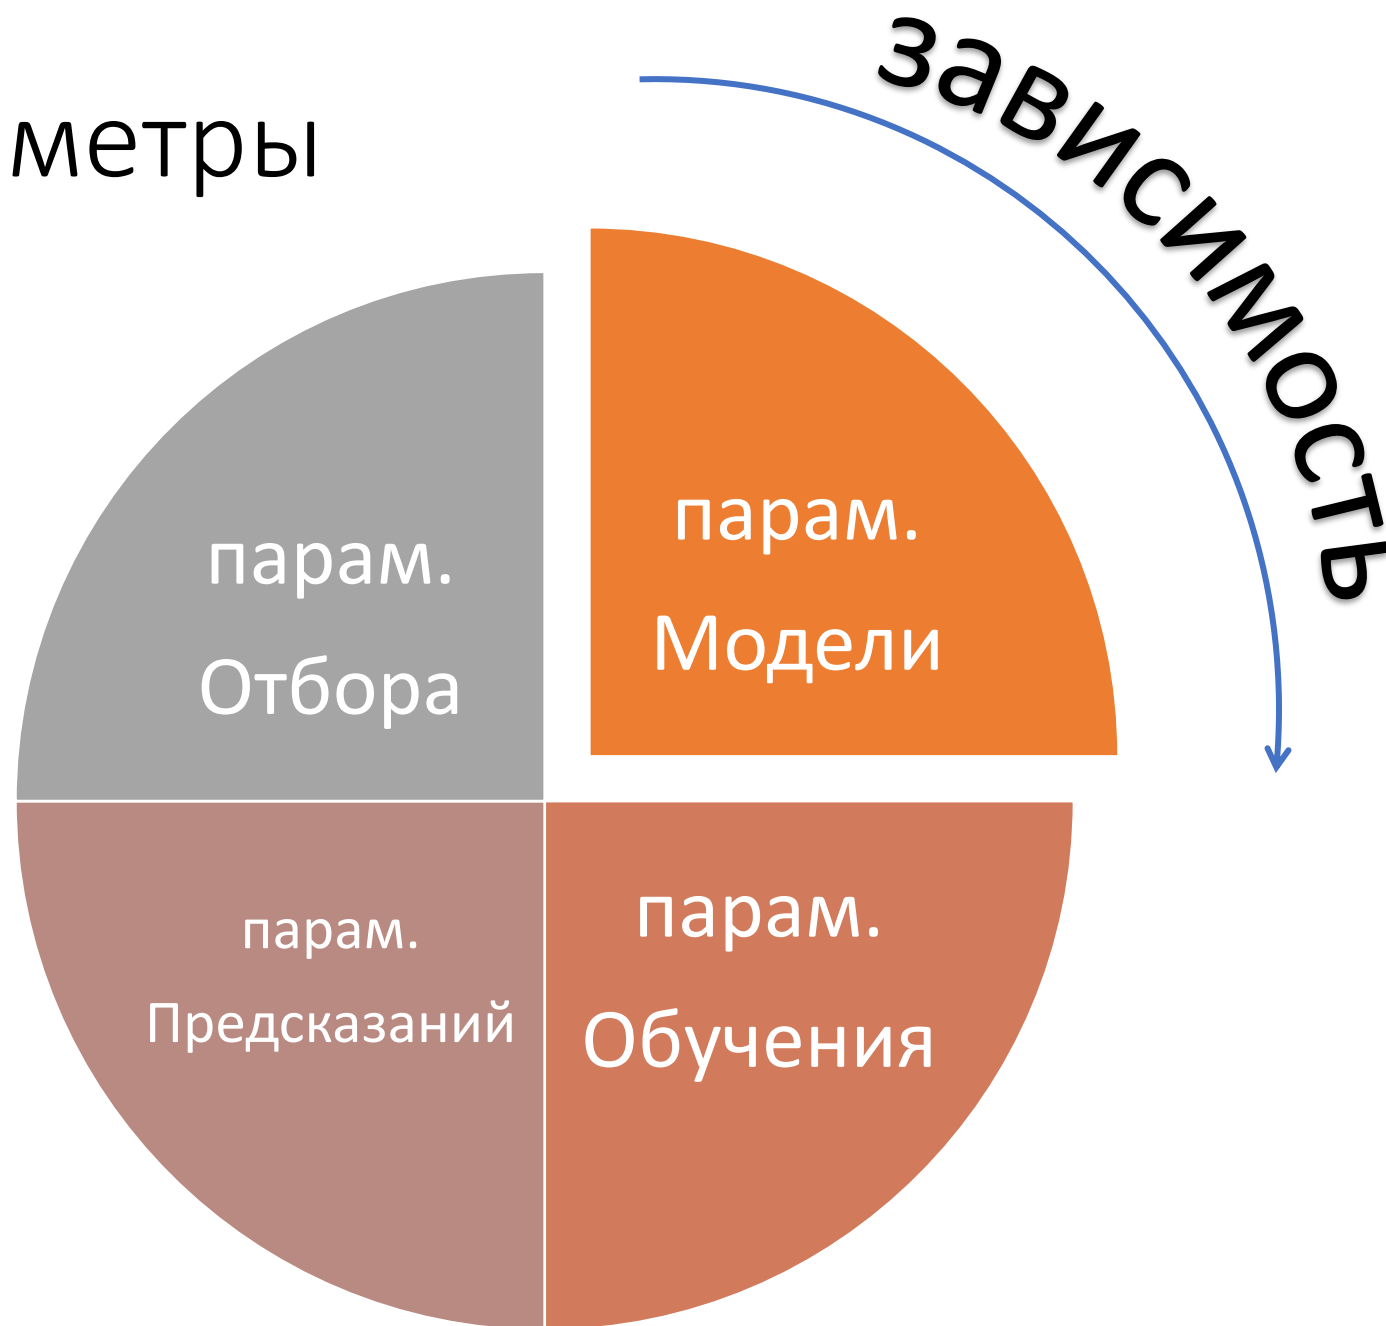 метры
зависимость
парам.
Модели
парам.
Отбора
парам.
Предсказаний
парам.
Обучения